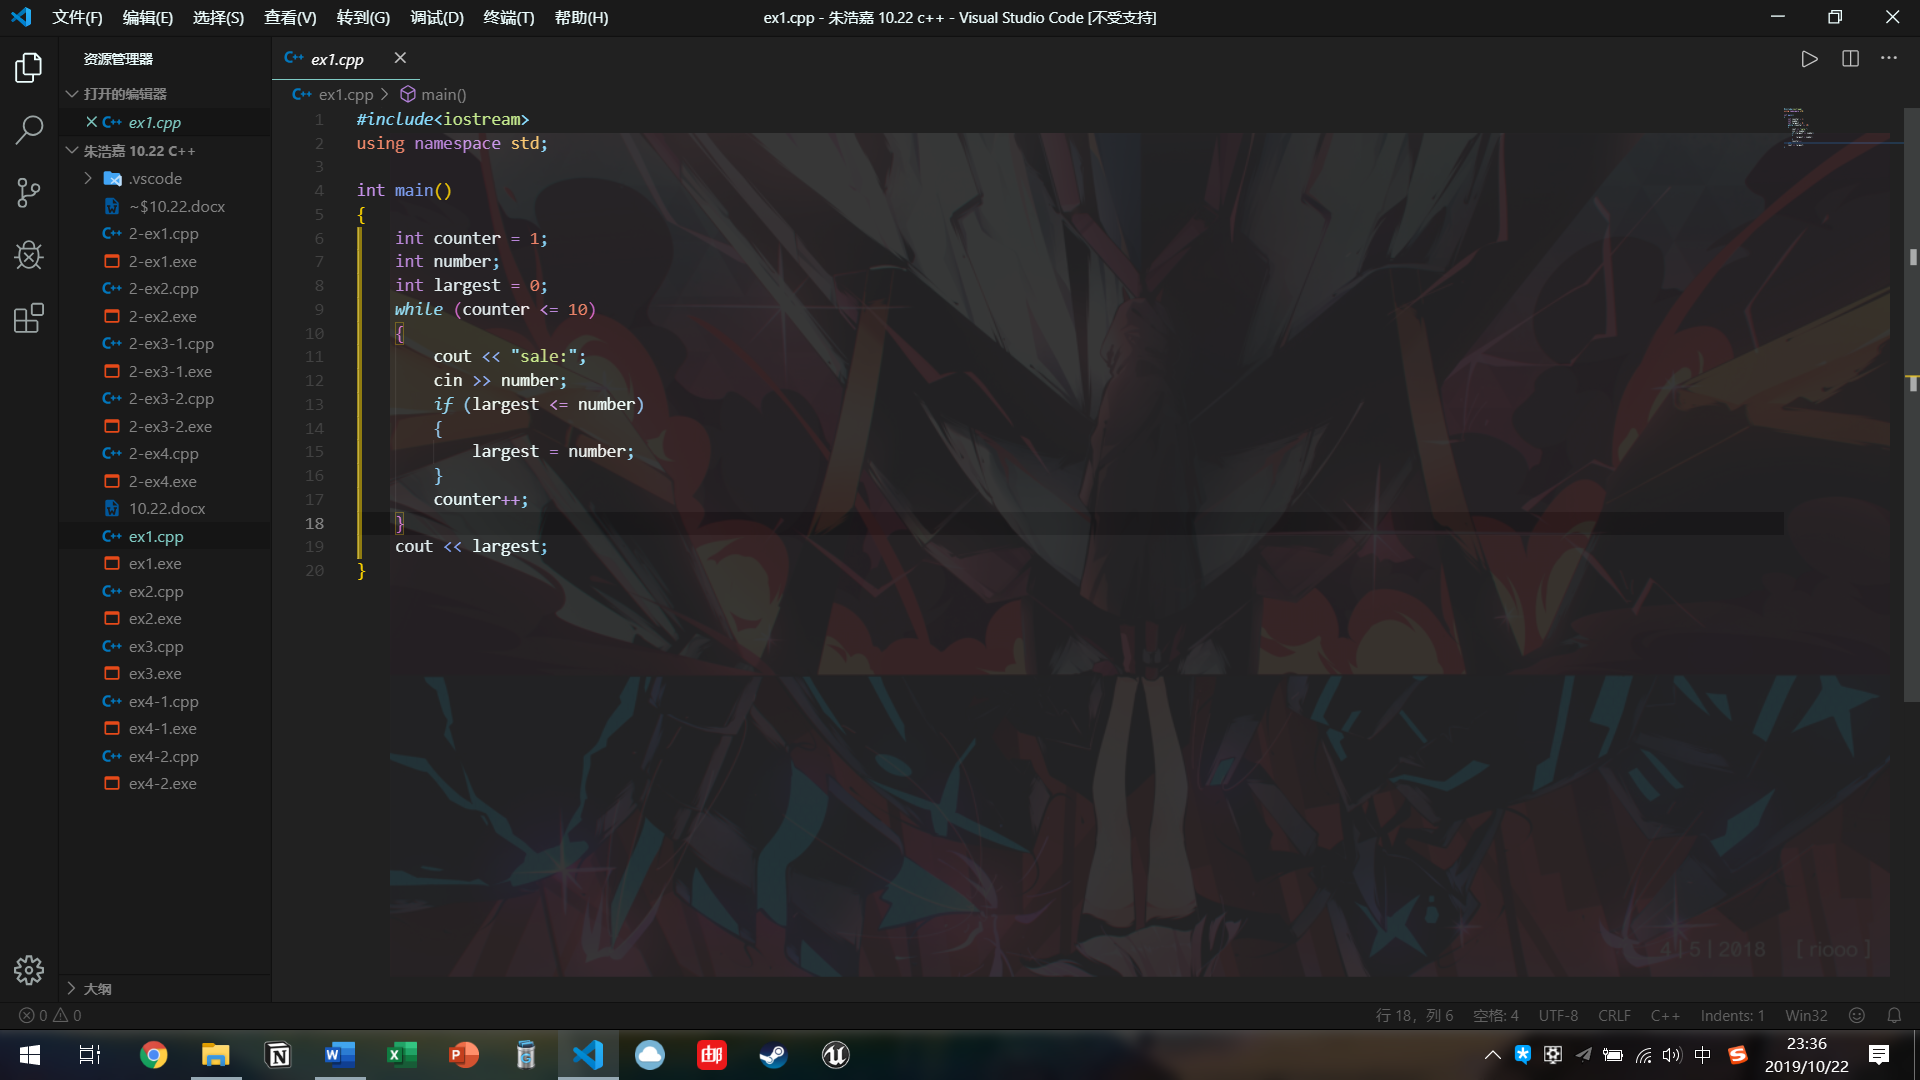 文件(F) 编辑(E) 选择(S) 查看(V) 转到(G) 调试(D) 终端(T) 帮助(H)
ex1.cpp - 朱浩嘉 10.22 c++ - Visual Studio Code [不受支持]
资源管理器
打开的编辑器
ex1.cpp
朱浩嘉 10.22 C++
.vscode
~$10.22.docx
2-ex1.cpp
2-ex1.exe
2-ex2.cpp
2-ex2.exe
2-ex3-1.cpp
2-ex3-1.exe
2-ex3-2.cpp
2-ex3-2.exe
2-ex4.cpp
2-ex4.exe
10.22.docx
ex1.cpp
ex1.exe
ex2.cpp
ex2.exe
ex3.cpp
ex3.exe
ex4-1.cpp
ex4-1.exe
ex4-2.cpp
ex4-2.exe
大纲
ex1.cpp
ex1.cpp > main()
1 #include<iostream>
2 using namespace std;
3
4 int main()
5 {
6 int counter = 1;
7 int number;
8 int largest = 0;
9 while (counter <= 10)
10 {
11 cout << "sale:";
12 cin >> number;
13 if (largest <= number)
14 {
15 largest = number;
16 }
17 counter++;
18 }
19 cout << largest;
20 }
4 | 5 | 2018 [ riooo ]
0 0
行 18，列 6 空格: 4 UTF-8 CRLF C++ Indents: 1 Win32
中
23:36
2019/10/22